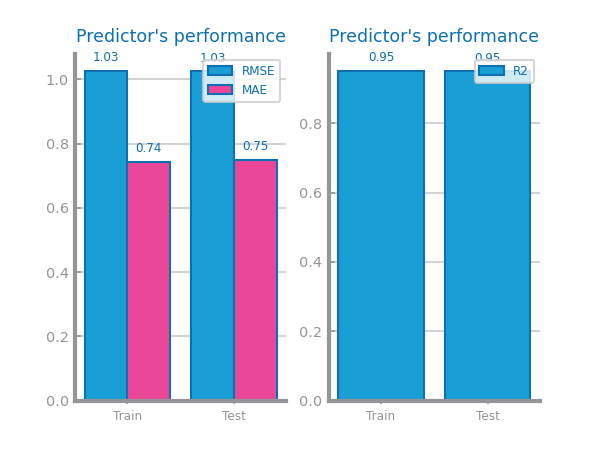 Predictor's performance
1.03
1.03
RMSE
MAE
0.74
0.75
1.0
0.8
0.6
0.4
0.2
0.0
Train
Test
Predictor's performance
0.95
0.95
R2
0.8
0.6
0.4
0.2
0.0
Train
Test